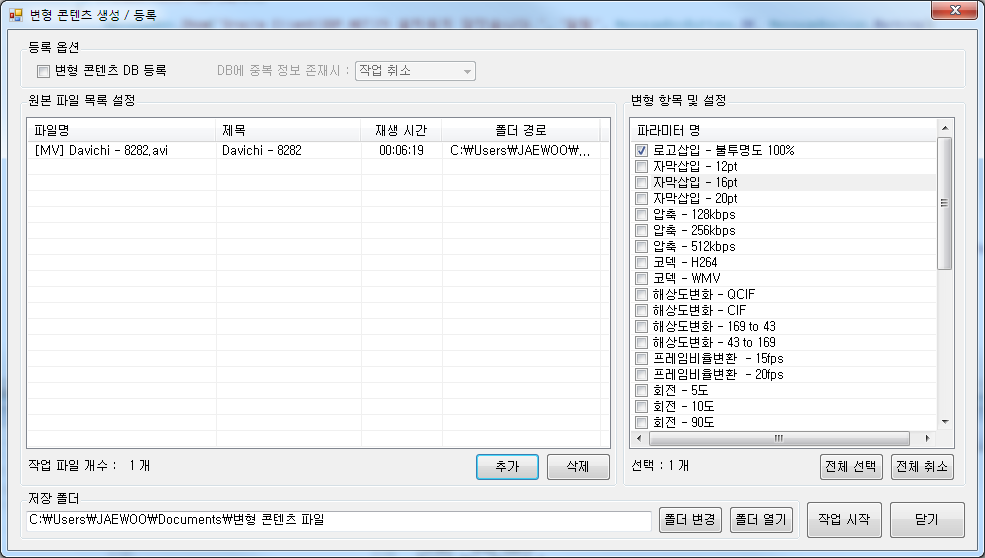 변형 콘텐츠 생성 / 등록
등록 옵션
변형 콘텐츠 DB 등록
DB에 중복 정보 존재시 :
작업 취소
원본 파일 목록 설정
파일명 제목 재생 시간 폴더 경로
[MV] Davichi - 8282.avi Davichi - 8282 00:06:19 C:₩Users₩JAEWOO₩,...
작업 파일 개수 : 1 개
추가
삭제
변형 항목 및 설정
파라미터 명
로고삽입 - 불투명도 100%
자막삽입 - 12pt
자막삽입 - 16pt
자막삽입 - 20pt
압축 - 128kbps
압축 - 256kbps
압축 - 512kbps
코덱 - H264
코덱 - WMV
해상도변화 - QCIF
해상도변화 - CIF
해상도변화 - 169 to 43
해상도변화 - 43 to 169
프레임비율변환 - 15fps
프레임비율변환 - 20fps
회전 - 5도
회전 - 10도
회전 - 90도
선택 : 1 개
전체 선택
전체 취소
저장 폴더
C:₩Users₩JAEWOO₩Documents₩변형 콘텐츠 파일
폴더 변경
폴더 열기
작업 시작
닫기